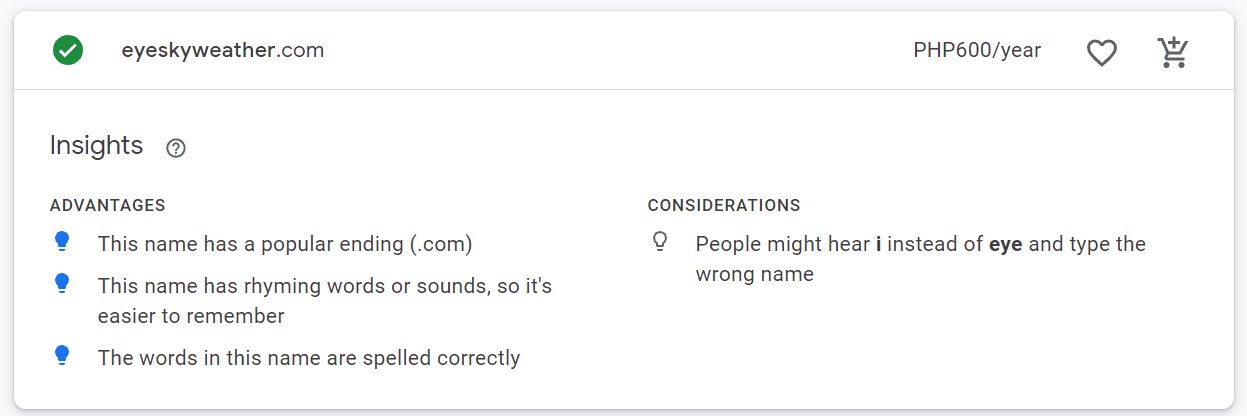 eyeskyweather.com PHP600/year
Insights
ADVANTAGES
This name has a popular ending (.com)
This name has rhyming words or sounds, so it's
easier to remember
The words in this name are spelled correctly
CONSIDERATIONS
People might hear i instead of eye and type the
wrong name